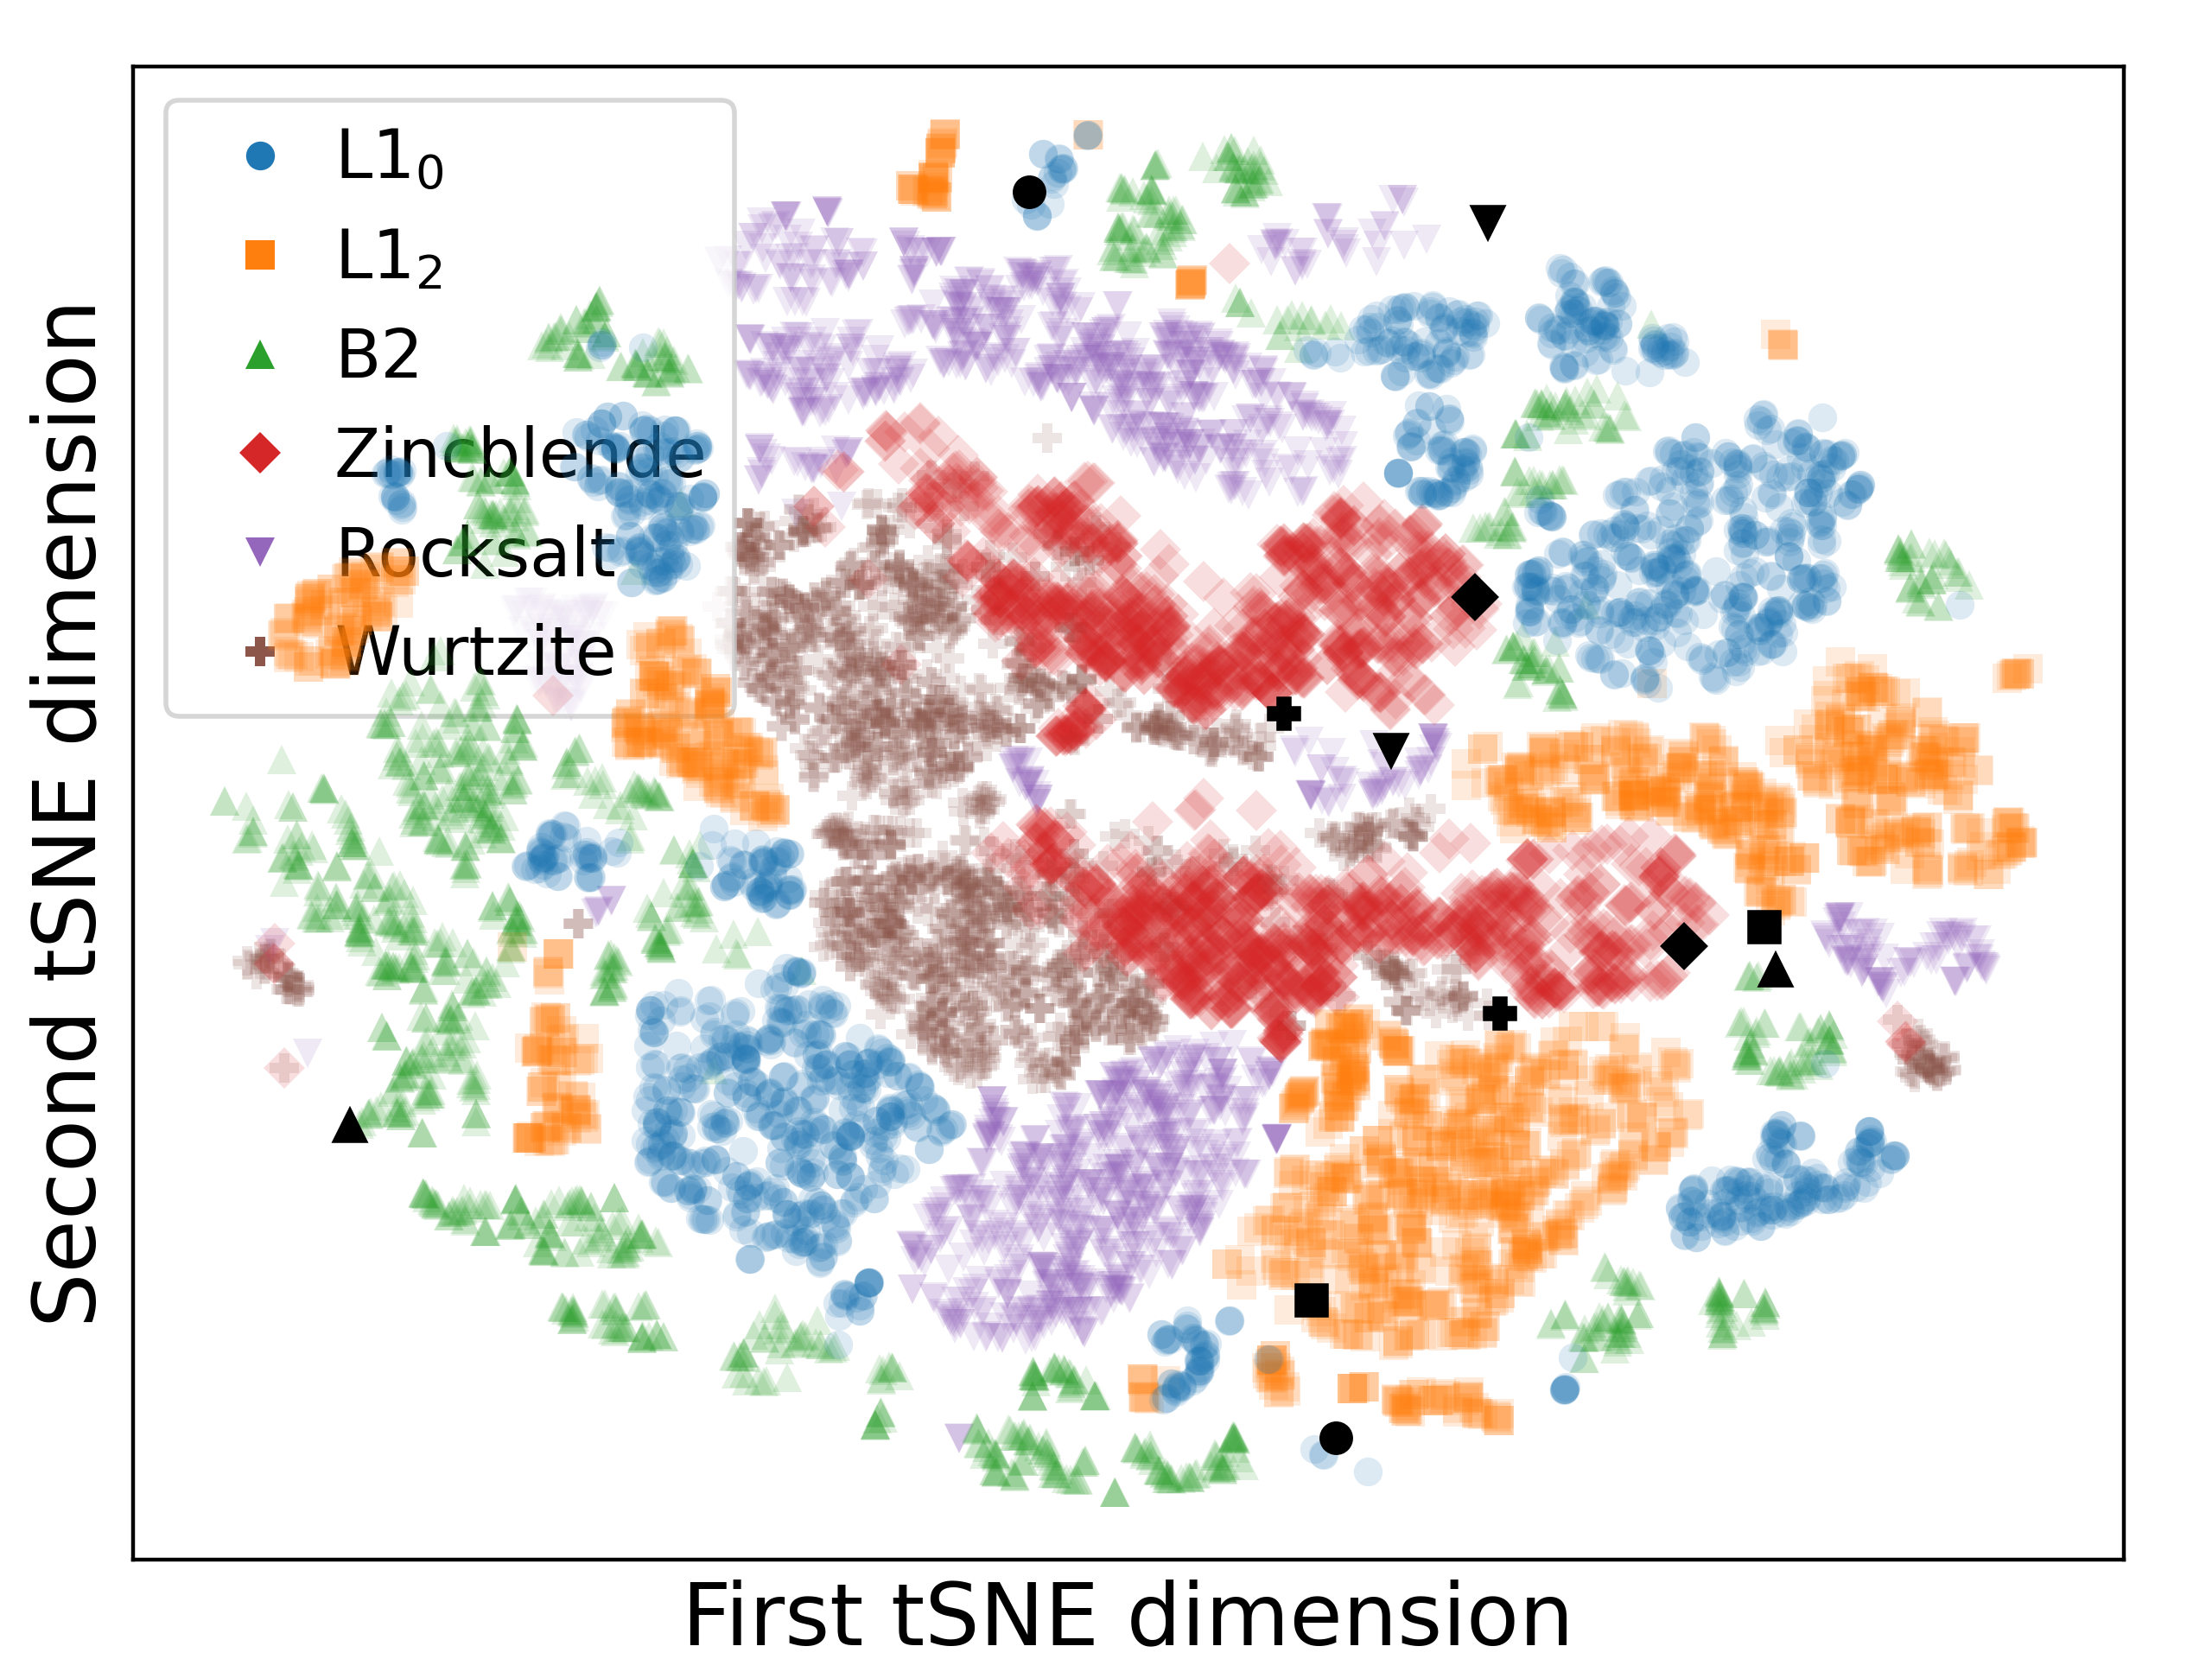 L1₀
L1₂
B2
Zincblende
Rocksalt
Wurtzite
Second tSNE dimension
First tSNE dimension